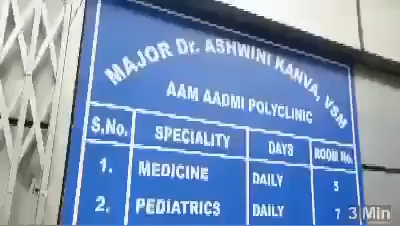 MAJOR Dr. ASHWINI KANVA, VSM
AAM AADMI POLYCLINIC
S.No. SPECIALITY DAYS ROOM No.
1. MEDICINE DAILY 5
2. PEDIATRICS DAILY 7
3 Min